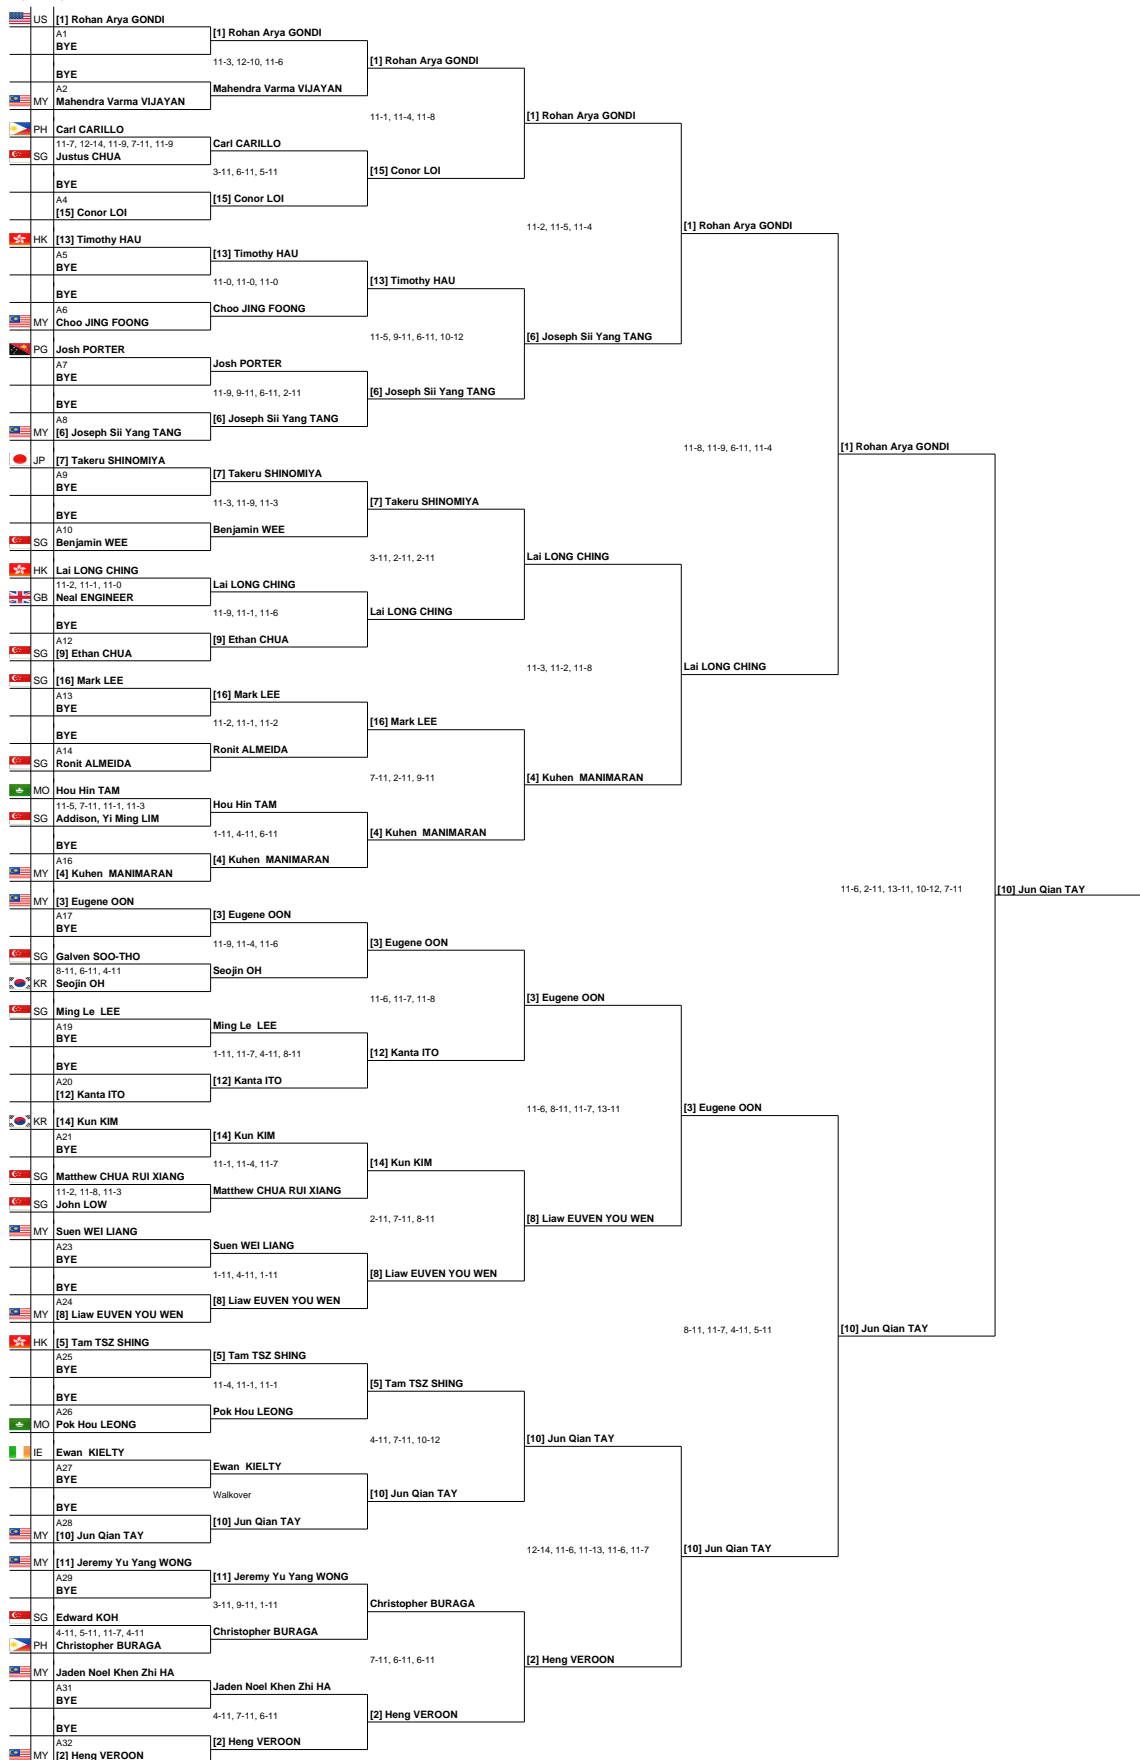 US [1] Rohan Arya GONDI
A1
BYE
BYE
A2
MY Mahendra Varma VIJAYAN
PH Carl CARILLO
11-7, 12-14, 11-9, 7-11, 11-9
SG Justus CHUA
BYE
A4
[15] Conor LOI
HK [13] Timothy HAU
A5
BYE
BYE
A6
MY Choo JING FOONG
PG Josh PORTER
A7
BYE
BYE
A8
MY [6] Joseph Sii Yang TANG
JP [7] Takeru SHINOMIYA
A9
BYE
BYE
A10
SG Benjamin WEE
HK Lai LONG CHING
11-2, 11-1, 11-0
GB Neal ENGINEER
BYE
A12
SG [9] Ethan CHUA
SG [16] Mark LEE
A13
BYE
BYE
A14
SG Ronit ALMEIDA
MO Hou Hin TAM
11-5, 7-11, 11-1, 11-3
SG Addison, Yi Ming LIM
BYE
A16
MY [4] Kuhen  MANIMARAN
MY [3] Eugene OON
A17
BYE
SG Galven SOO-THO
8-11, 6-11, 4-11
KR Seojin OH
SG Ming Le  LEE
A19
BYE
BYE
A20
[12] Kanta ITO
KR [14] Kun KIM
A21
BYE
SG Matthew CHUA RUI XIANG
11-2, 11-8, 11-3
SG John LOW
MY Suen WEI LIANG
A23
BYE
BYE
A24
MY [8] Liaw EUVEN YOU WEN
HK [5] Tam TSZ SHING
A25
BYE
BYE
A26
MO Pok Hou LEONG
IE Ewan  KIELTY
A27
BYE
BYE
A28
MY [10] Jun Qian TAY
MY [11] Jeremy Yu Yang WONG
A29
BYE
SG Edward KOH
4-11, 5-11, 11-7, 4-11
PH Christopher BURAGA
MY Jaden Noel Khen Zhi HA
A31
BYE
BYE
A32
MY [2] Heng VEROON
[1] Rohan Arya GONDI
11-3, 12-10, 11-6
Mahendra Varma VIJAYAN
Carl CARILLO
3-11, 6-11, 5-11
[15] Conor LOI
[13] Timothy HAU
11-0, 11-0, 11-0
Choo JING FOONG
Josh PORTER
11-9, 9-11, 6-11, 2-11
[6] Joseph Sii Yang TANG
[7] Takeru SHINOMIYA
11-3, 11-9, 11-3
Benjamin WEE
Lai LONG CHING
11-9, 11-1, 11-6
[9] Ethan CHUA
[16] Mark LEE
11-2, 11-1, 11-2
Ronit ALMEIDA
Hou Hin TAM
1-11, 4-11, 6-11
[4] Kuhen  MANIMARAN
[3] Eugene OON
11-9, 11-4, 11-6
Seojin OH
Ming Le  LEE
1-11, 11-7, 4-11, 8-11
[12] Kanta ITO
[14] Kun KIM
11-1, 11-4, 11-7
Matthew CHUA RUI XIANG
Suen WEI LIANG
1-11, 4-11, 1-11
[8] Liaw EUVEN YOU WEN
[5] Tam TSZ SHING
11-4, 11-1, 11-1
Pok Hou LEONG
Ewan  KIELTY
Walkover
[10] Jun Qian TAY
[11] Jeremy Yu Yang WONG
3-11, 9-11, 1-11
Christopher BURAGA
Jaden Noel Khen Zhi HA
4-11, 7-11, 6-11
[2] Heng VEROON
[1] Rohan Arya GONDI
11-1, 11-4, 11-8
[15] Conor LOI
[13] Timothy HAU
11-5, 9-11, 6-11, 10-12
[6] Joseph Sii Yang TANG
[7] Takeru SHINOMIYA
3-11, 2-11, 2-11
Lai LONG CHING
[16] Mark LEE
7-11, 2-11, 9-11
[4] Kuhen  MANIMARAN
[3] Eugene OON
11-6, 11-7, 11-8
[12] Kanta ITO
[14] Kun KIM
2-11, 7-11, 8-11
[8] Liaw EUVEN YOU WEN
[5] Tam TSZ SHING
4-11, 7-11, 10-12
[10] Jun Qian TAY
Christopher BURAGA
7-11, 6-11, 6-11
[2] Heng VEROON
[1] Rohan Arya GONDI
11-2, 11-5, 11-4
[6] Joseph Sii Yang TANG
Lai LONG CHING
11-3, 11-2, 11-8
[4] Kuhen  MANIMARAN
[3] Eugene OON
11-6, 8-11, 11-7, 13-11
[8] Liaw EUVEN YOU WEN
[10] Jun Qian TAY
12-14, 11-6, 11-13, 11-6, 11-7
[2] Heng VEROON
[1] Rohan Arya GONDI
11-8, 11-9, 6-11, 11-4
Lai LONG CHING
[3] Eugene OON
8-11, 11-7, 4-11, 5-11
[10] Jun Qian TAY
[1] Rohan Arya GONDI
11-6, 2-11, 13-11, 10-12, 7-11
[10] Jun Qian TAY
[10] Jun Qian TAY